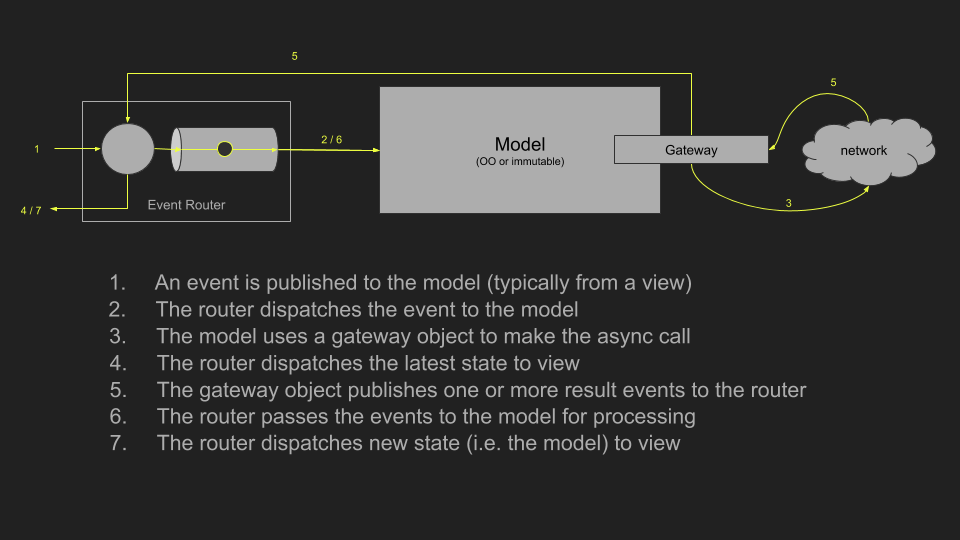 5
5
1
2 / 6
Model
(OO or immutable)
Gateway
network
4 / 7
Event Router
3
1. An event is published to the model (typically from a view)
2. The router dispatches the event to the model
3. The model uses a gateway object to make the async call
4. The router dispatches the latest state to view
5. The gateway object publishes one or more result events to the router
6. The router passes the events to the model for processing
7. The router dispatches new state (i.e. the model) to view